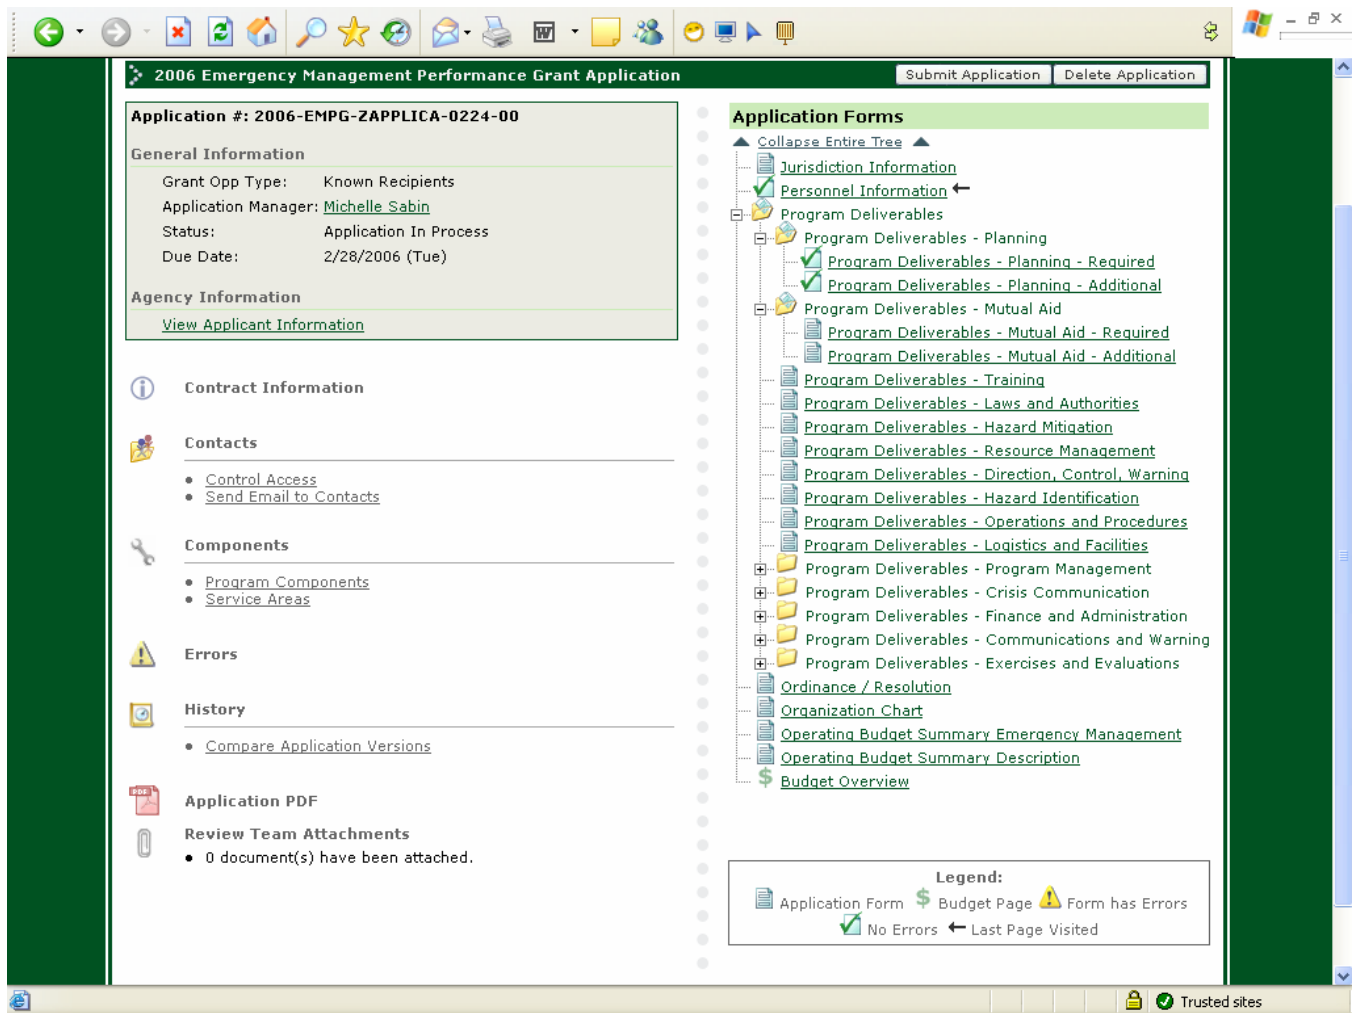 2006 Emergency Management Performance Grant Application
Submit Application
Delete Application
Application #: 2006-EMPG-ZAPPLICA-0224-00
General Information
Grant Opp Type: Known Recipients
Application Manager: Michelle Sabin
Status: Application In Process
Due Date: 2/28/2006 (Tue)
Agency Information
View Applicant Information
Contract Information
Contacts
Control Access
Send Email to Contacts
Components
Program Components
Service Areas
Errors
History
Compare Application Versions
Application PDF
Review Team Attachments
0 document(s) have been attached.
Application Forms
Collapse Entire Tree
Jurisdiction Information
Personnel Information
Program Deliverables
Program Deliverables - Planning
Program Deliverables - Planning - Required
Program Deliverables - Planning - Additional
Program Deliverables - Mutual Aid
Program Deliverables - Mutual Aid - Required
Program Deliverables - Mutual Aid - Additional
Program Deliverables - Training
Program Deliverables - Laws and Authorities
Program Deliverables - Hazard Mitigation
Program Deliverables - Resource Management
Program Deliverables - Direction, Control, Warning
Program Deliverables - Hazard Identification
Program Deliverables - Operations and Procedures
Program Deliverables - Logistics and Facilities
Program Deliverables - Program Management
Program Deliverables - Crisis Communication
Program Deliverables - Finance and Administration
Program Deliverables - Communications and Warning
Program Deliverables - Exercises and Evaluations
Ordinance / Resolution
Organization Chart
Operating Budget Summary Emergency Management
Operating Budget Summary Description
$ Budget Overview
Legend:
Application Form $ Budget Page Form has Errors
No Errors Last Page Visited
Trusted sites